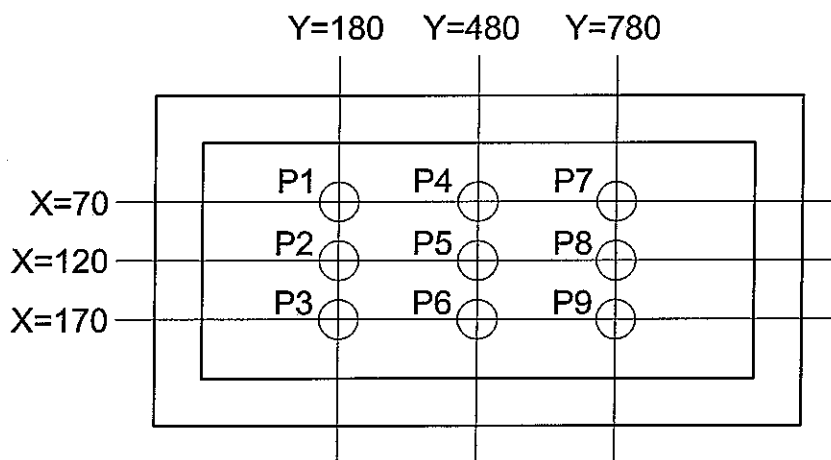 Y=180 Y=480 Y=780
P1 P4 P7
X=70
P2 P5 P8
X=120
P3 P6 P9
X=170